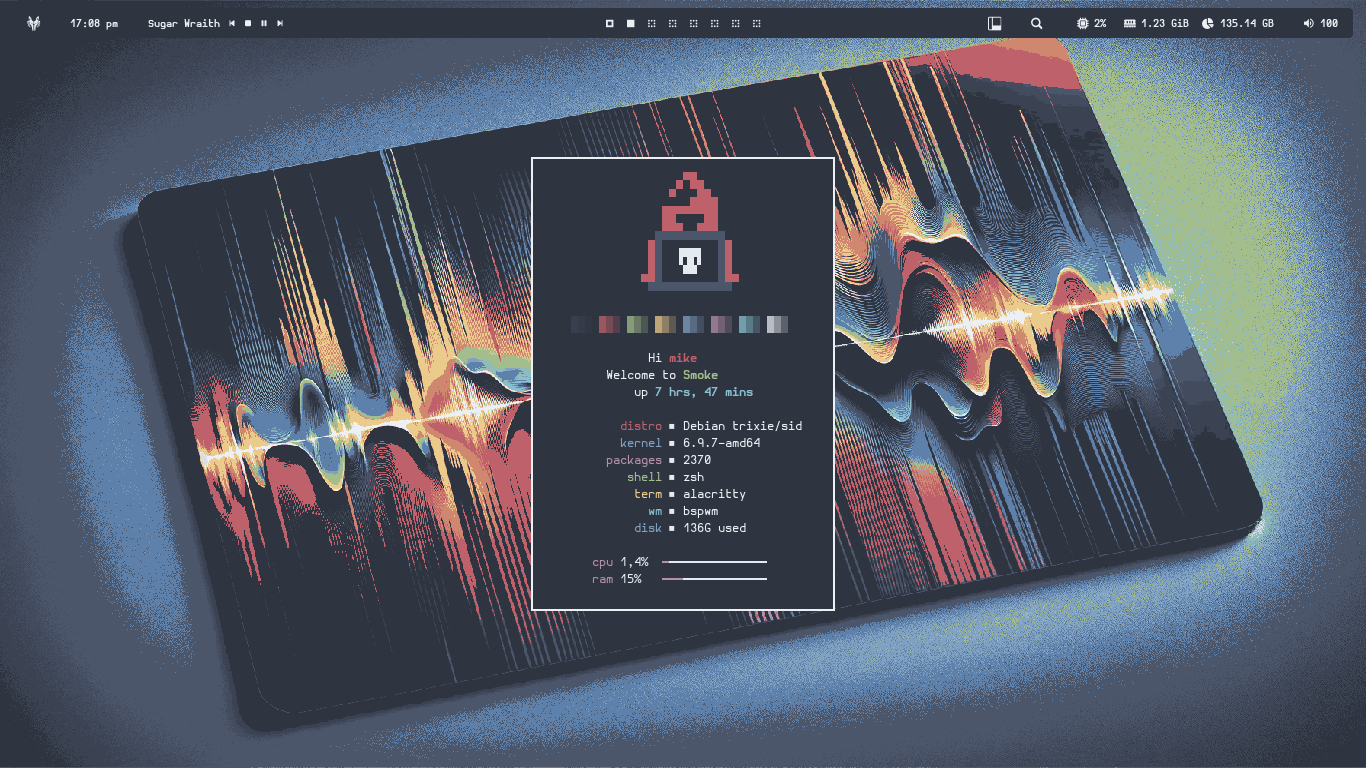 17:08 pm Sugar Wraith 2% 1.23 GiB 135.14 GB 100
Hi mike
Welcome to Smoke
up 7 hrs, 47 mins
distro ▪ Debian trixie/sid
kernel ▪ 6.9.7-amd64
packages ▪ 2370
shell ▪ zsh
term ▪ alacritty
wm ▪ bspwm
disk ▪ 136G used
cpu 1,4%
ram 15%